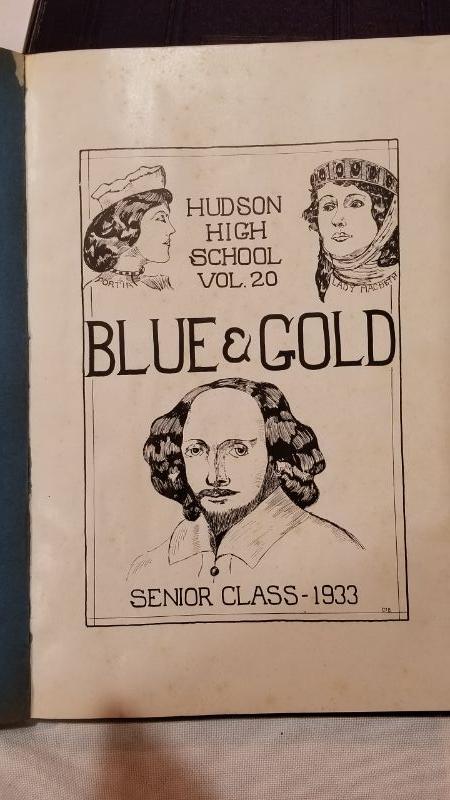 HUDSON
HIGH
SCHOOL
VOL. 20
PORTIA
LADY MACBETH
BLUE & GOLD
SENIOR CLASS - 1933